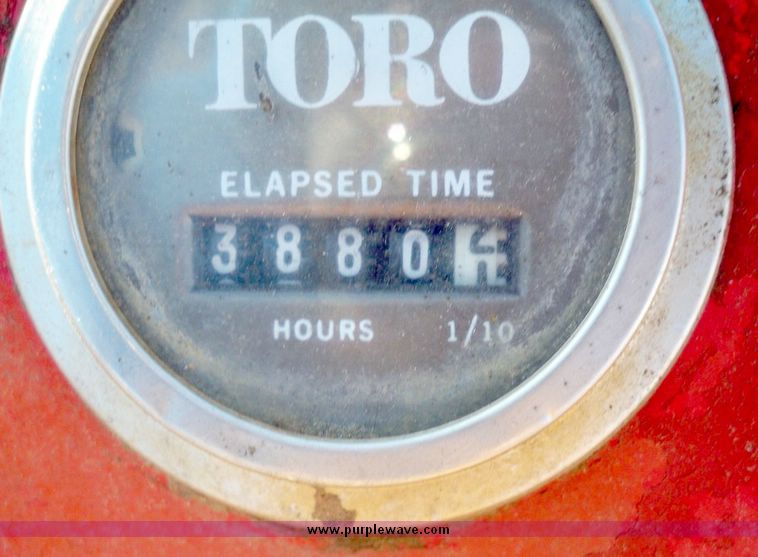 TORO
ELAPSED TIME
3880
HOURS 1/10
www.purplewave.com